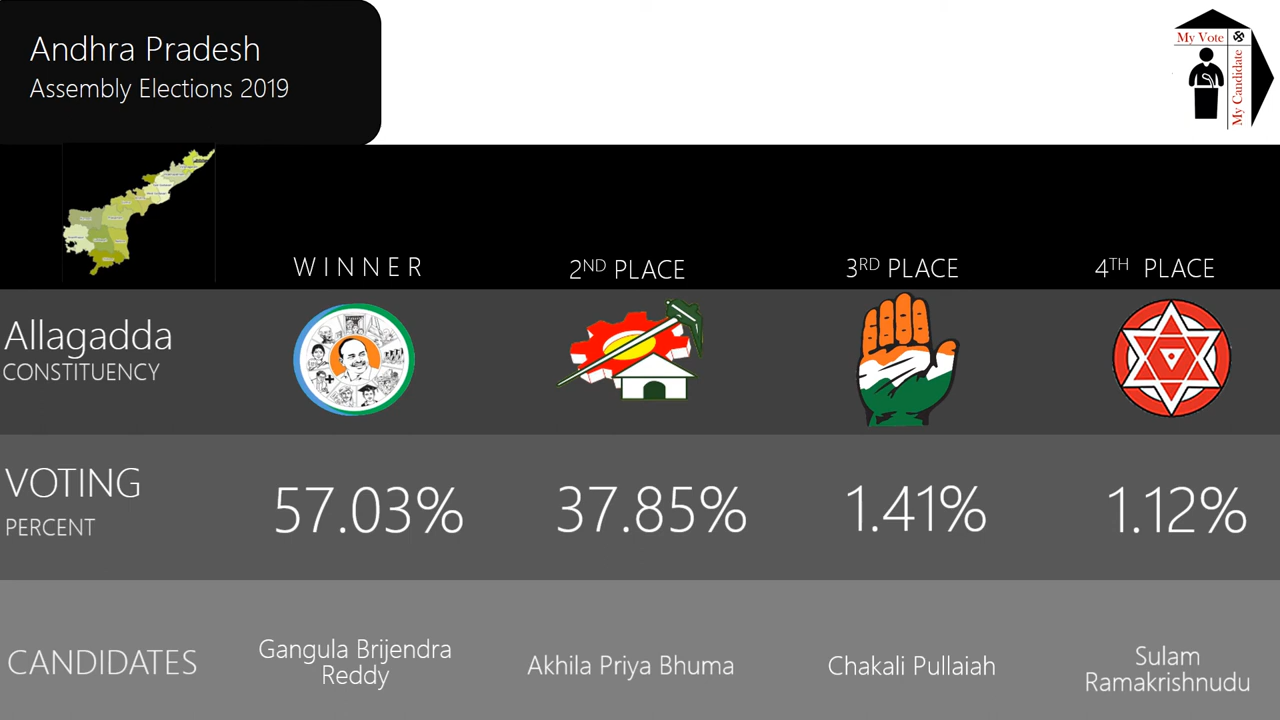 Andhra Pradesh
Assembly Elections 2019
My Vote
My Candidate
WINNER
2ND PLACE
3RD PLACE
4TH PLACE
Allagadda
CONSTITUENCY
VOTING
PERCENT
57.03%
37.85%
1.41%
1.12%
CANDIDATES
Gangula Brijendra
Reddy
Akhila Priya Bhuma
Chakali Pullaiah
Sulam
Ramakrishnudu